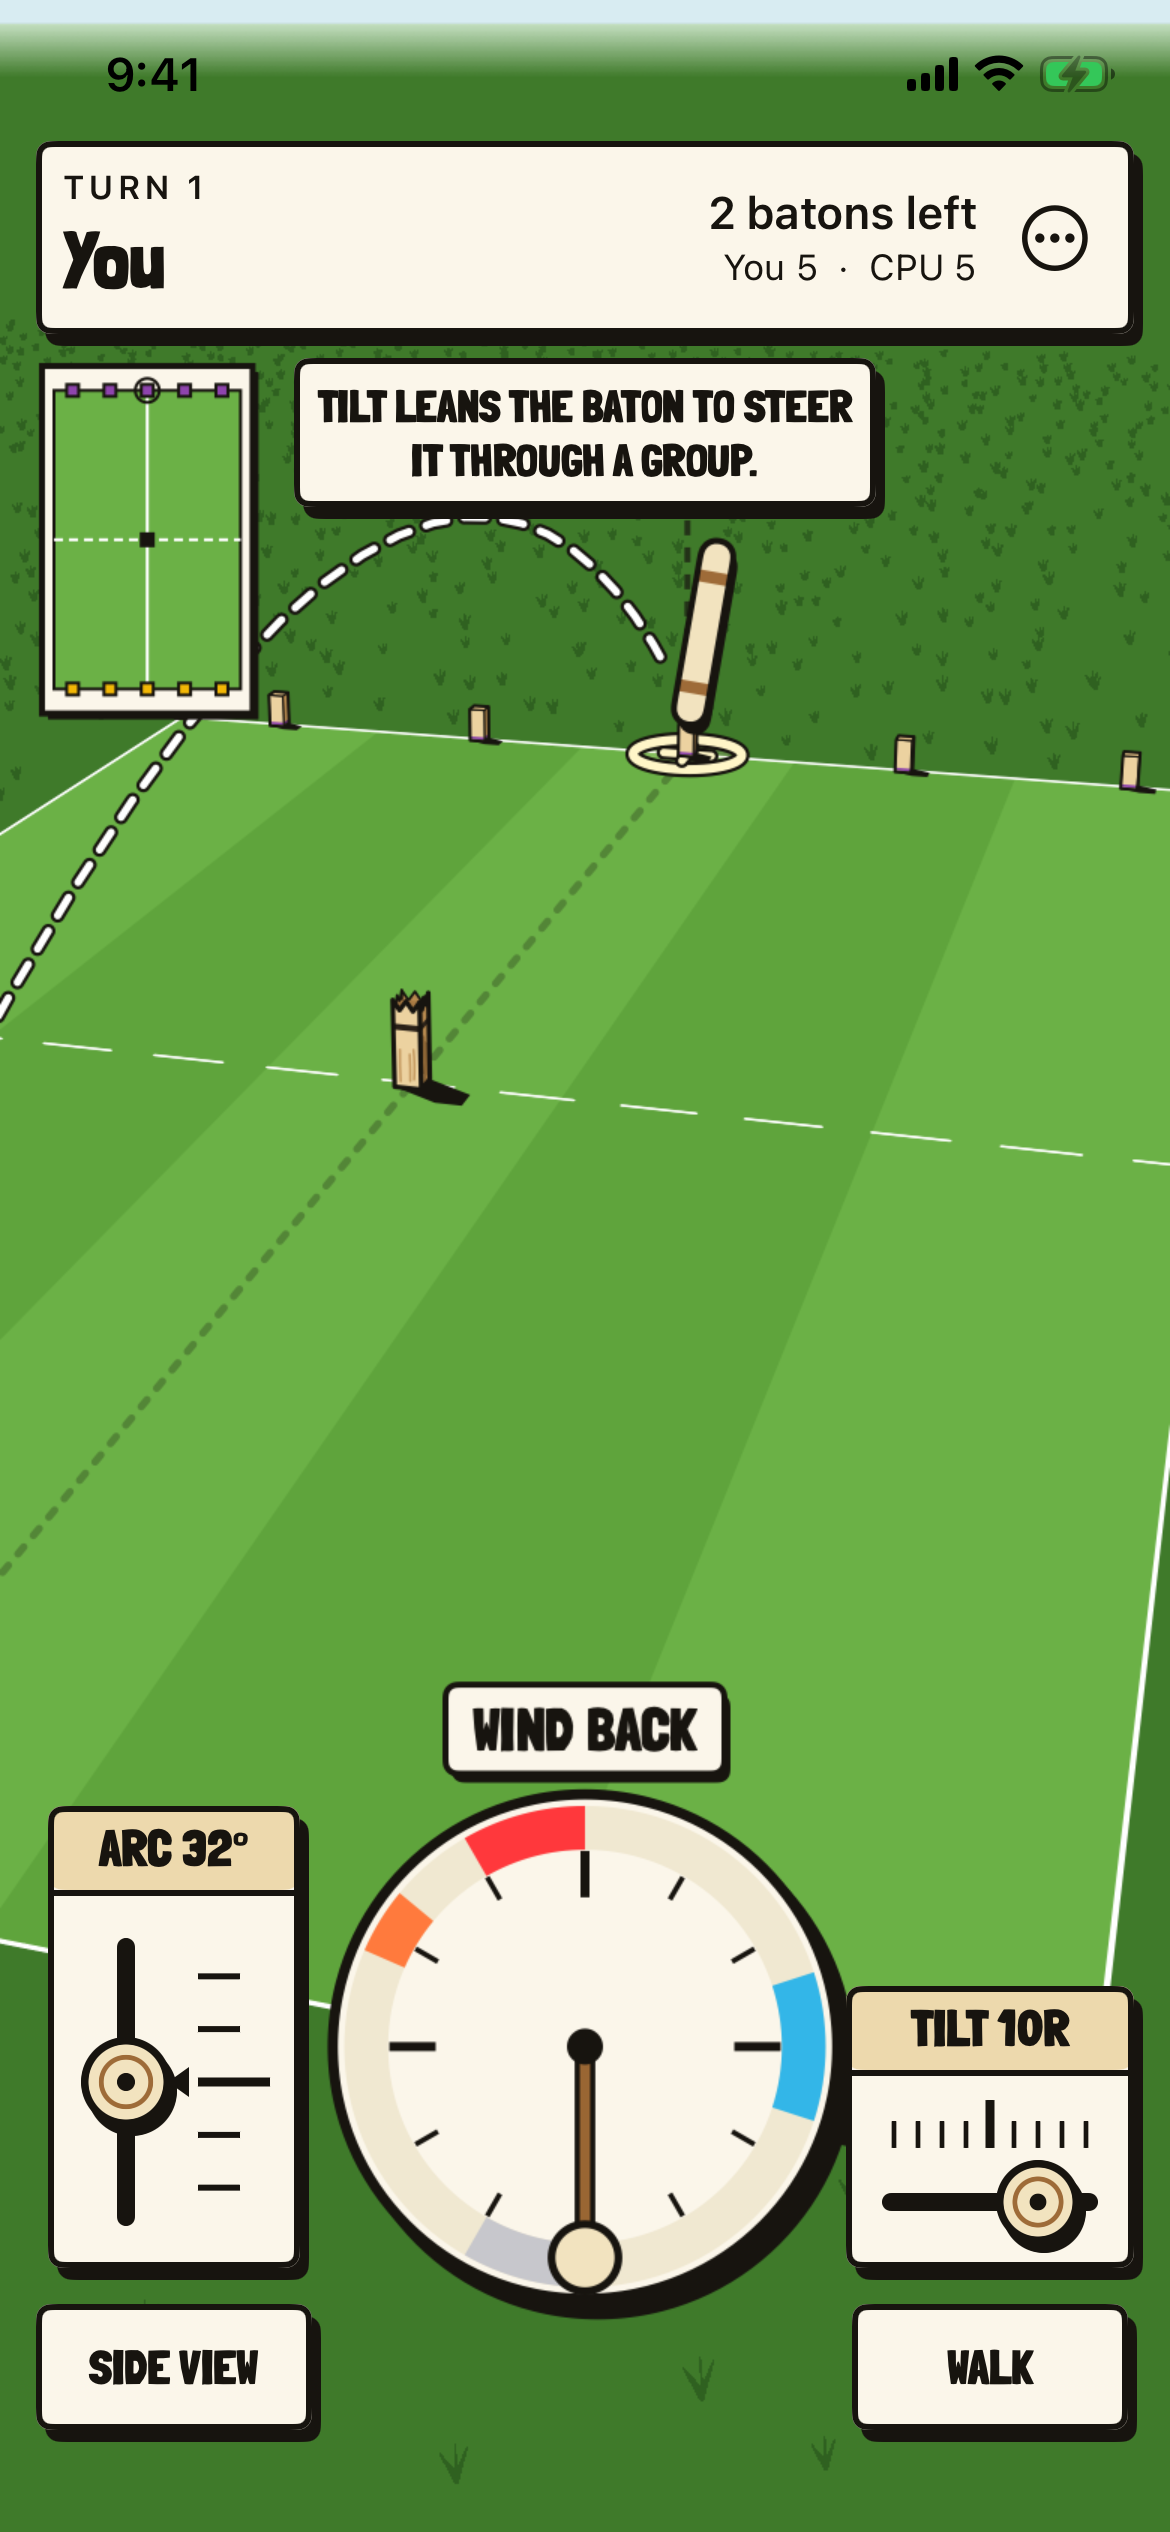 9:41
TURN 1
You
2 batons left
You 5 · CPU 5
TILT LEANS THE BATON TO STEER
IT THROUGH A GROUP.
WIND BACK
ARC 32°
TILT 10R
SIDE VIEW
WALK